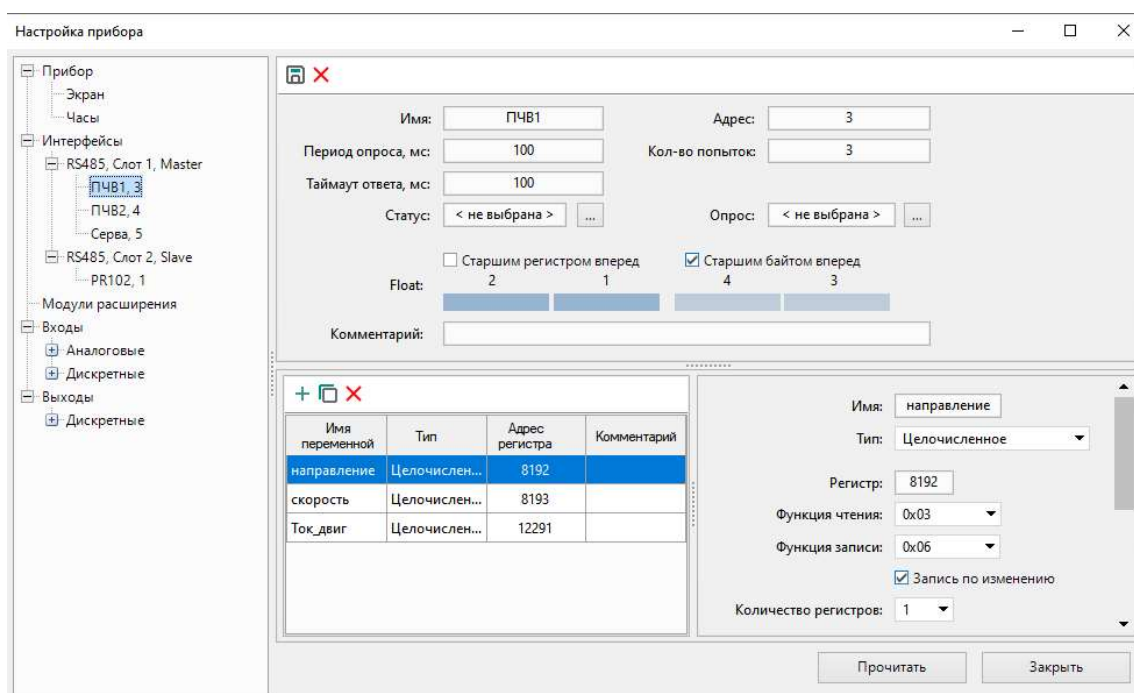 Настройка прибора
Прибор
Экран
Часы
Интерфейсы
RS485, Слот 1, Master
ПЧВ1, 3
ПЧВ2, 4
Серва, 5
RS485, Слот 2, Slave
PR102, 1
Модули расширения
Входы
Аналоговые
Дискретные
Выходы
Дискретные
Имя: ПЧВ1 Адрес: 3
Период опроса, мс: 100 Кол-во попыток: 3
Таймаут ответа, мс: 100
Статус: < не выбрана > ... Опрос: < не выбрана > ...
Старшим регистром вперед Старшим байтом вперед
Float: 2 1 4 3
Комментарий:
Имя переменной Тип Адрес регистра Комментарий
направление Целочислен... 8192
скорость Целочислен... 8193
Ток_двиг Целочислен... 12291
Имя: направление
Тип: Целочисленное
Регистр: 8192
Функция чтения: 0x03
Функция записи: 0x06
Запись по изменению
Количество регистров: 1
Прочитать Закрыть